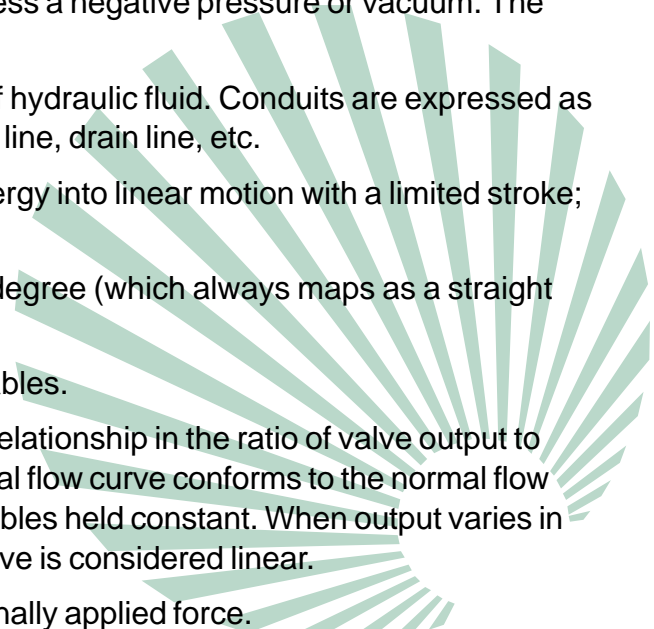 ess a negative pressure or vacuum. The
f hydraulic fluid. Conduits are expressed as
line, drain line, etc.
ergy into linear motion with a limited stroke;
degree (which always maps as a straight
bles.
elationship in the ratio of valve output to
al flow curve conforms to the normal flow
bles held constant. When output varies in
ve is considered linear.
nally applied force.